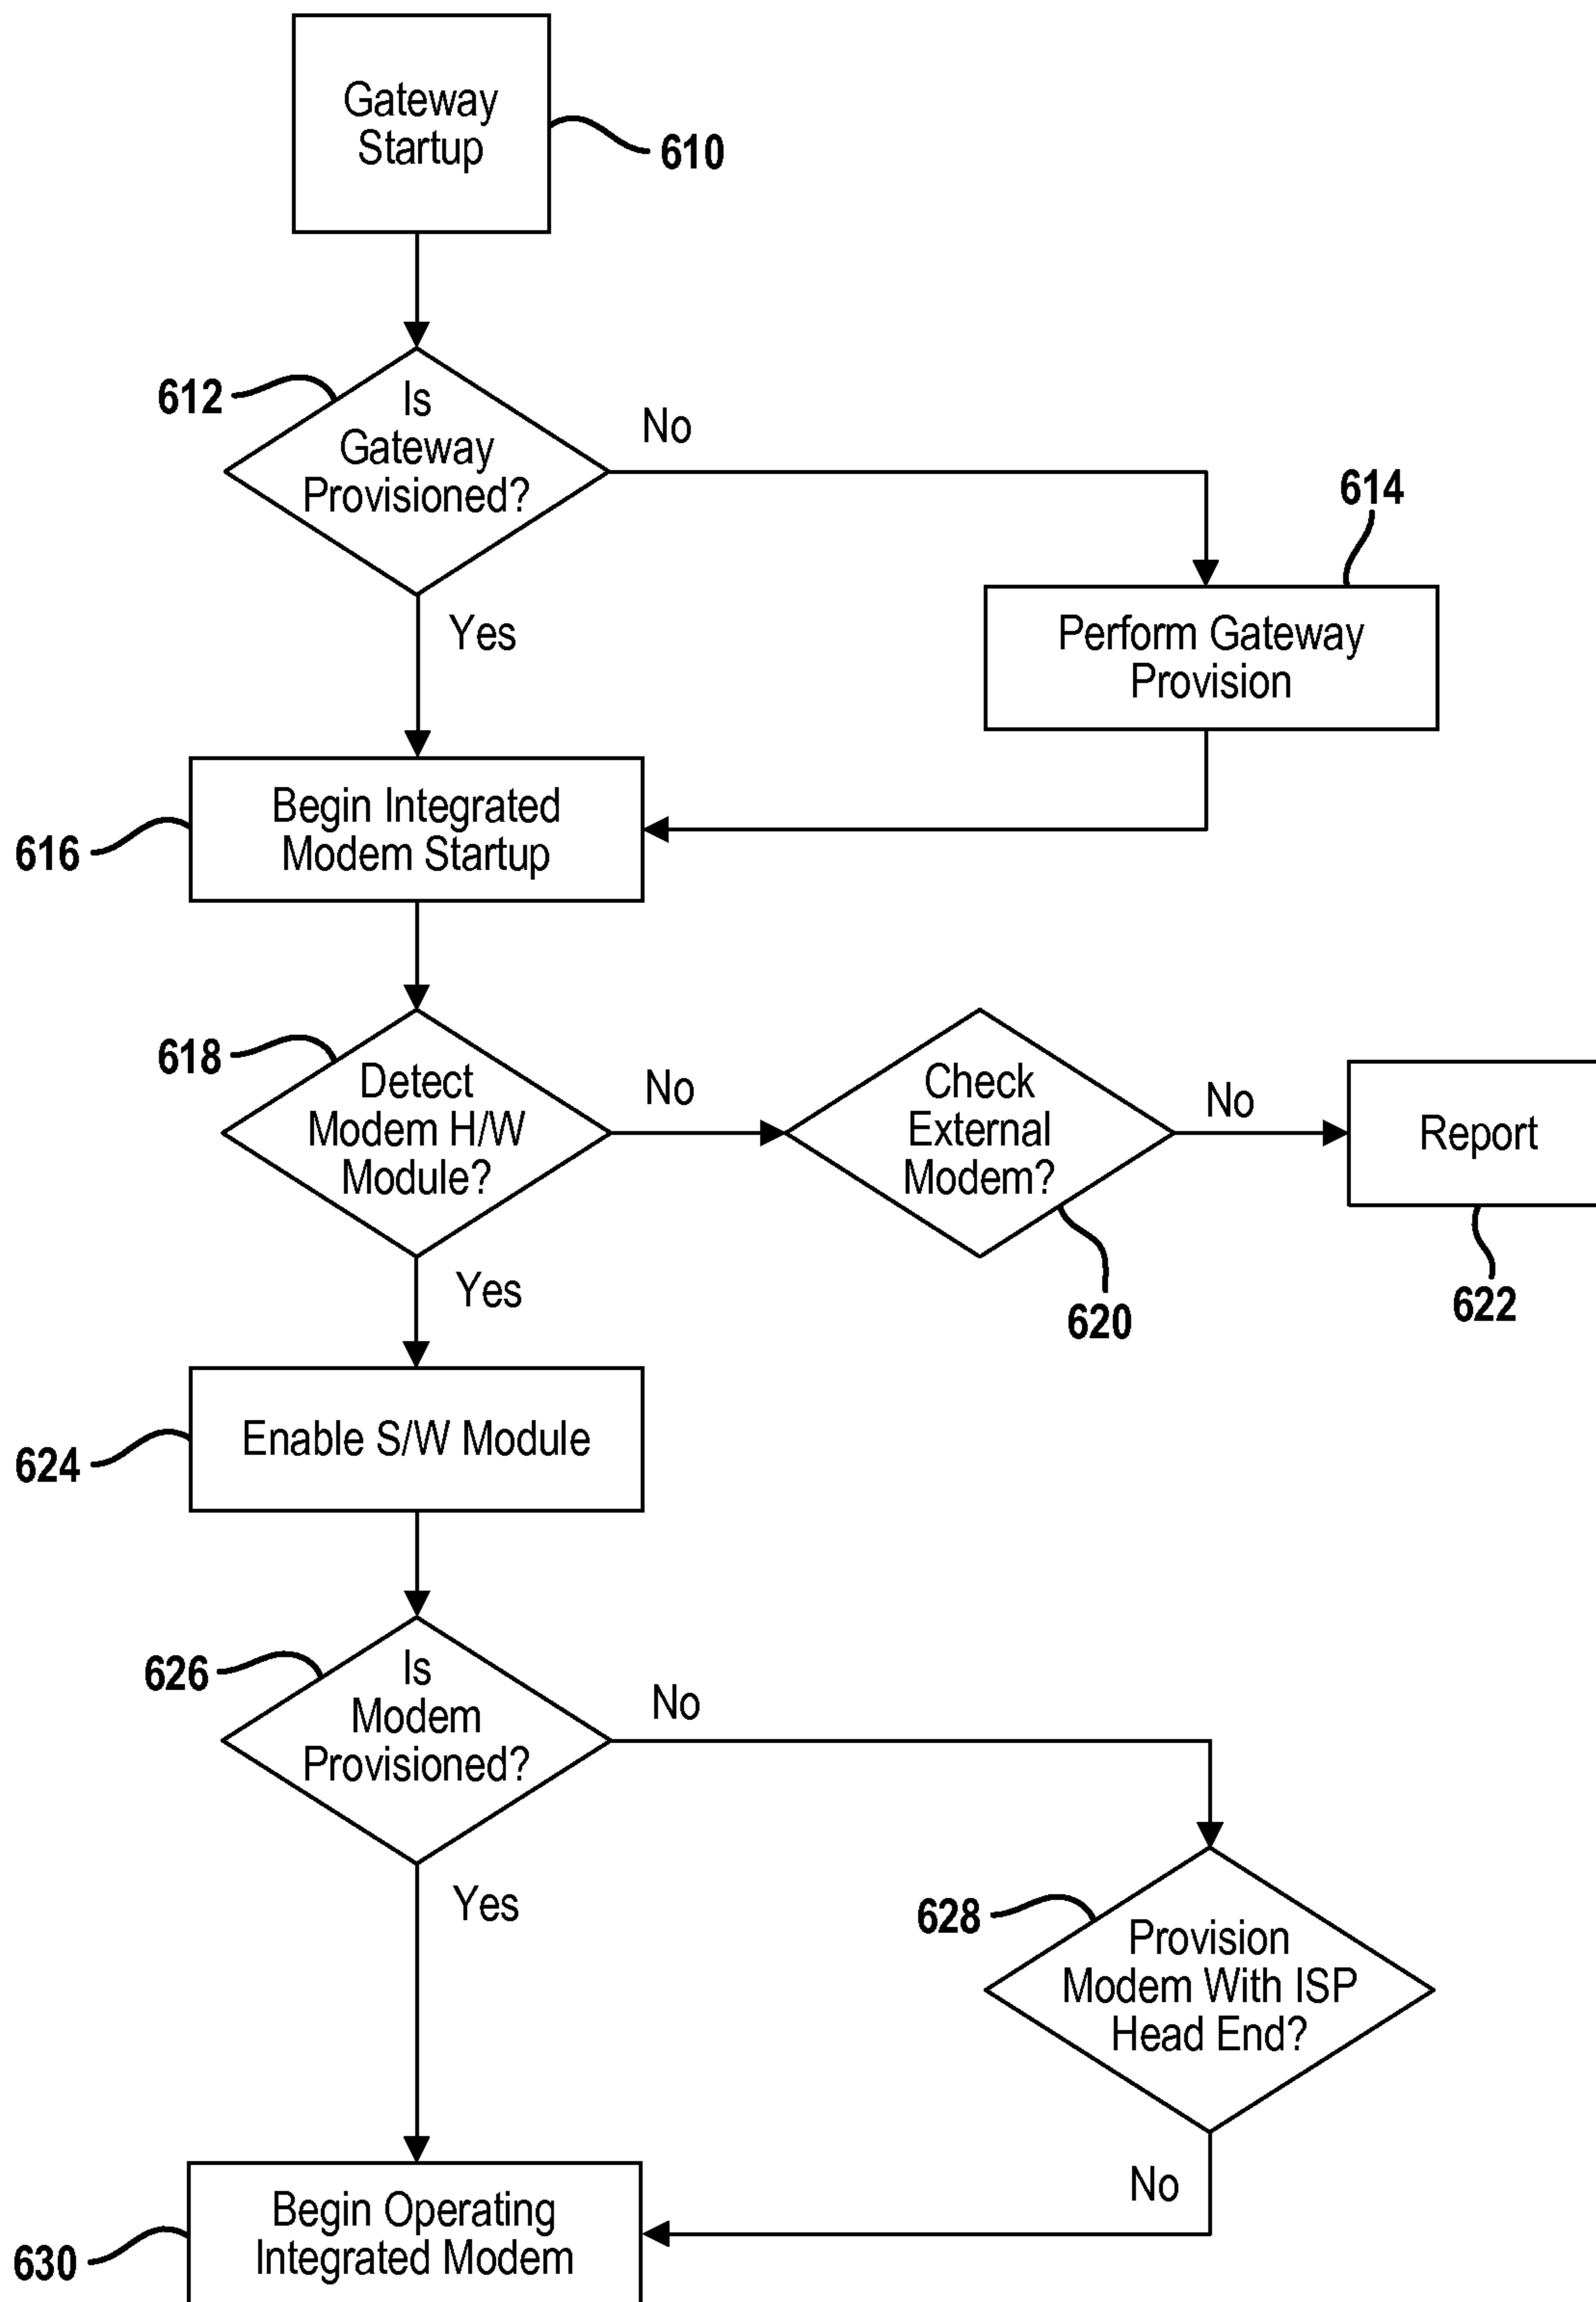 Gateway
Startup
610
612
Is
Gateway
Provisioned?
No
614
Yes
Perform Gateway
Provision
616
Begin Integrated
Modem Startup
618
Detect
Modem H/W
Module?
No
Check
External
Modem?
No
Report
620
622
Yes
624
Enable S/W Module
626
Is
Modem
Provisioned?
No
Yes
628
Provision
Modem With ISP
Head End?
No
630
Begin Operating
Integrated Modem